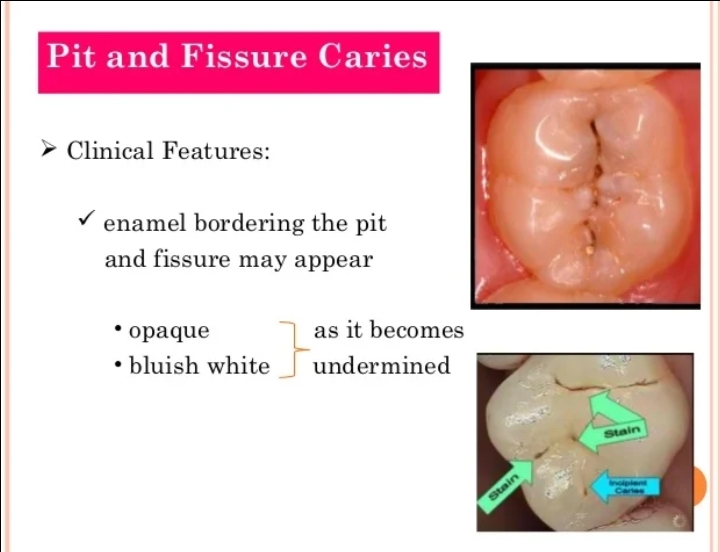 Pit and Fissure Caries
➢ Clinical Features:
✓ enamel bordering the pit
and fissure may appear
• opaque
• bluish white
as it becomes
undermined
Stain
Stain
Incipient
Caries